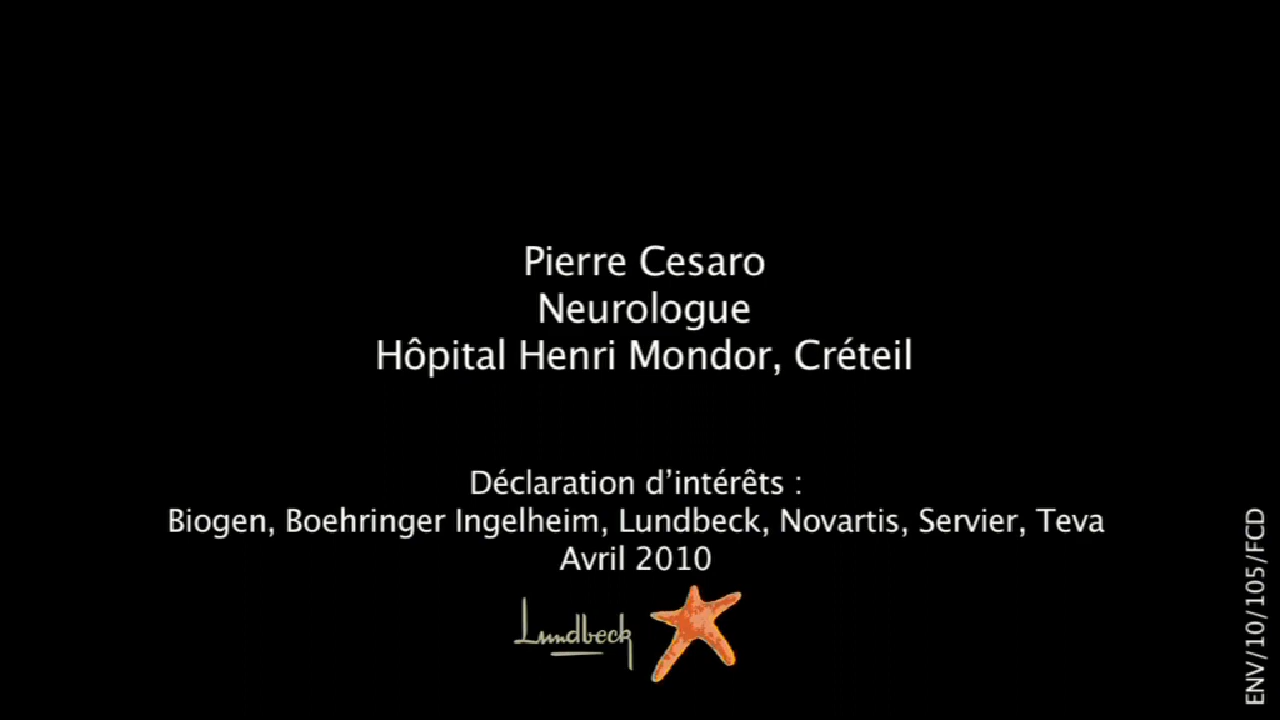 Pierre Cesaro
Neurologue
Hôpital Henri Mondor, Créteil
Déclaration d’intérêts :
Biogen, Boehringer Ingelheim, Lundbeck, Novartis, Servier, Teva
Avril 2010
Lundbeck
ENV/10/105/FCD